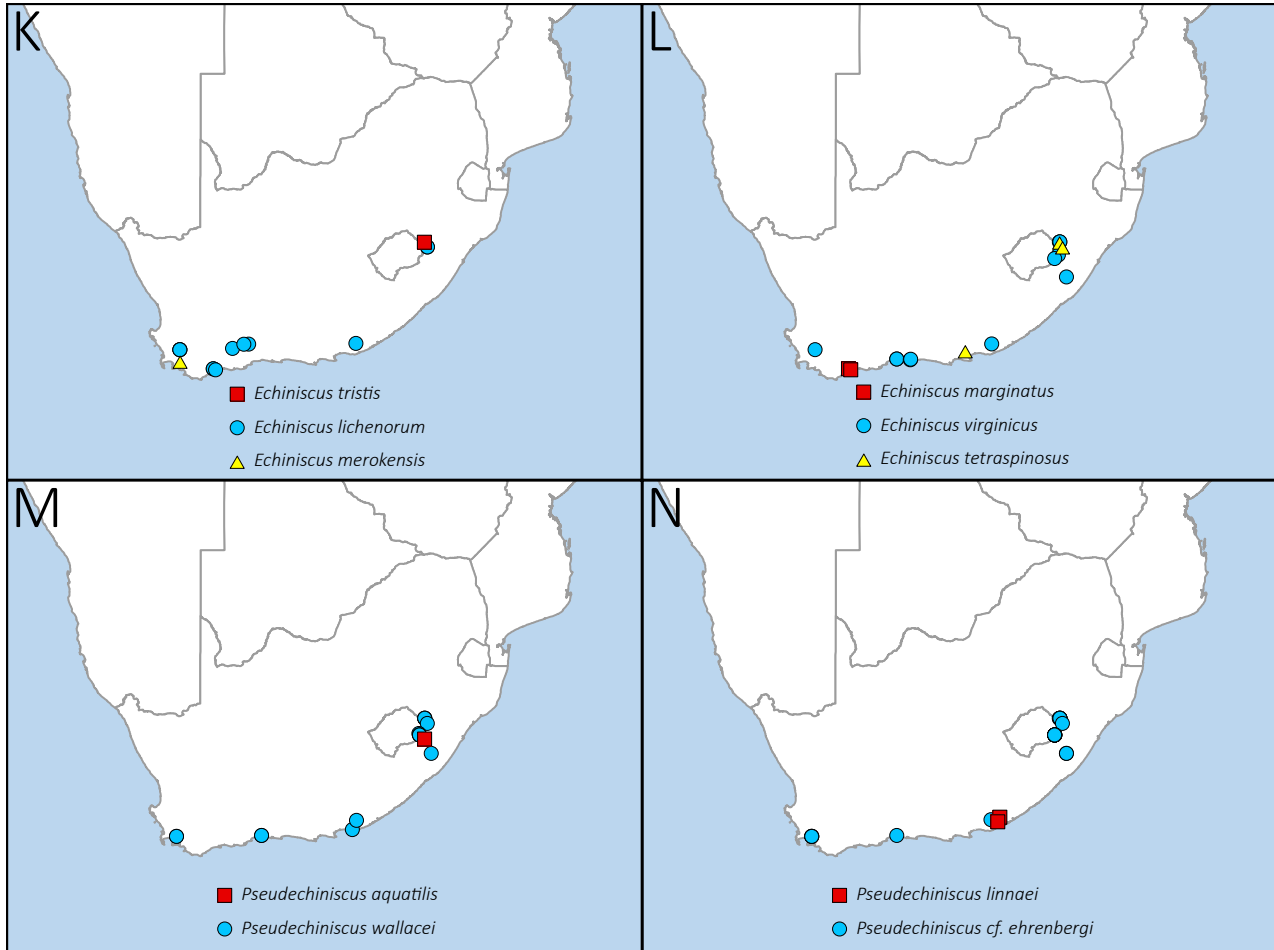 K
Echiniscus tristis
Echiniscus lichenorum
Echiniscus merokensis
L
Echiniscus marginatus
Echiniscus virginicus
Echiniscus tetraspinosus
M
Pseudechiniscus aquatilis
Pseudechiniscus wallacei
N
Pseudechiniscus linnaei
Pseudechiniscus cf. ehrenbergi